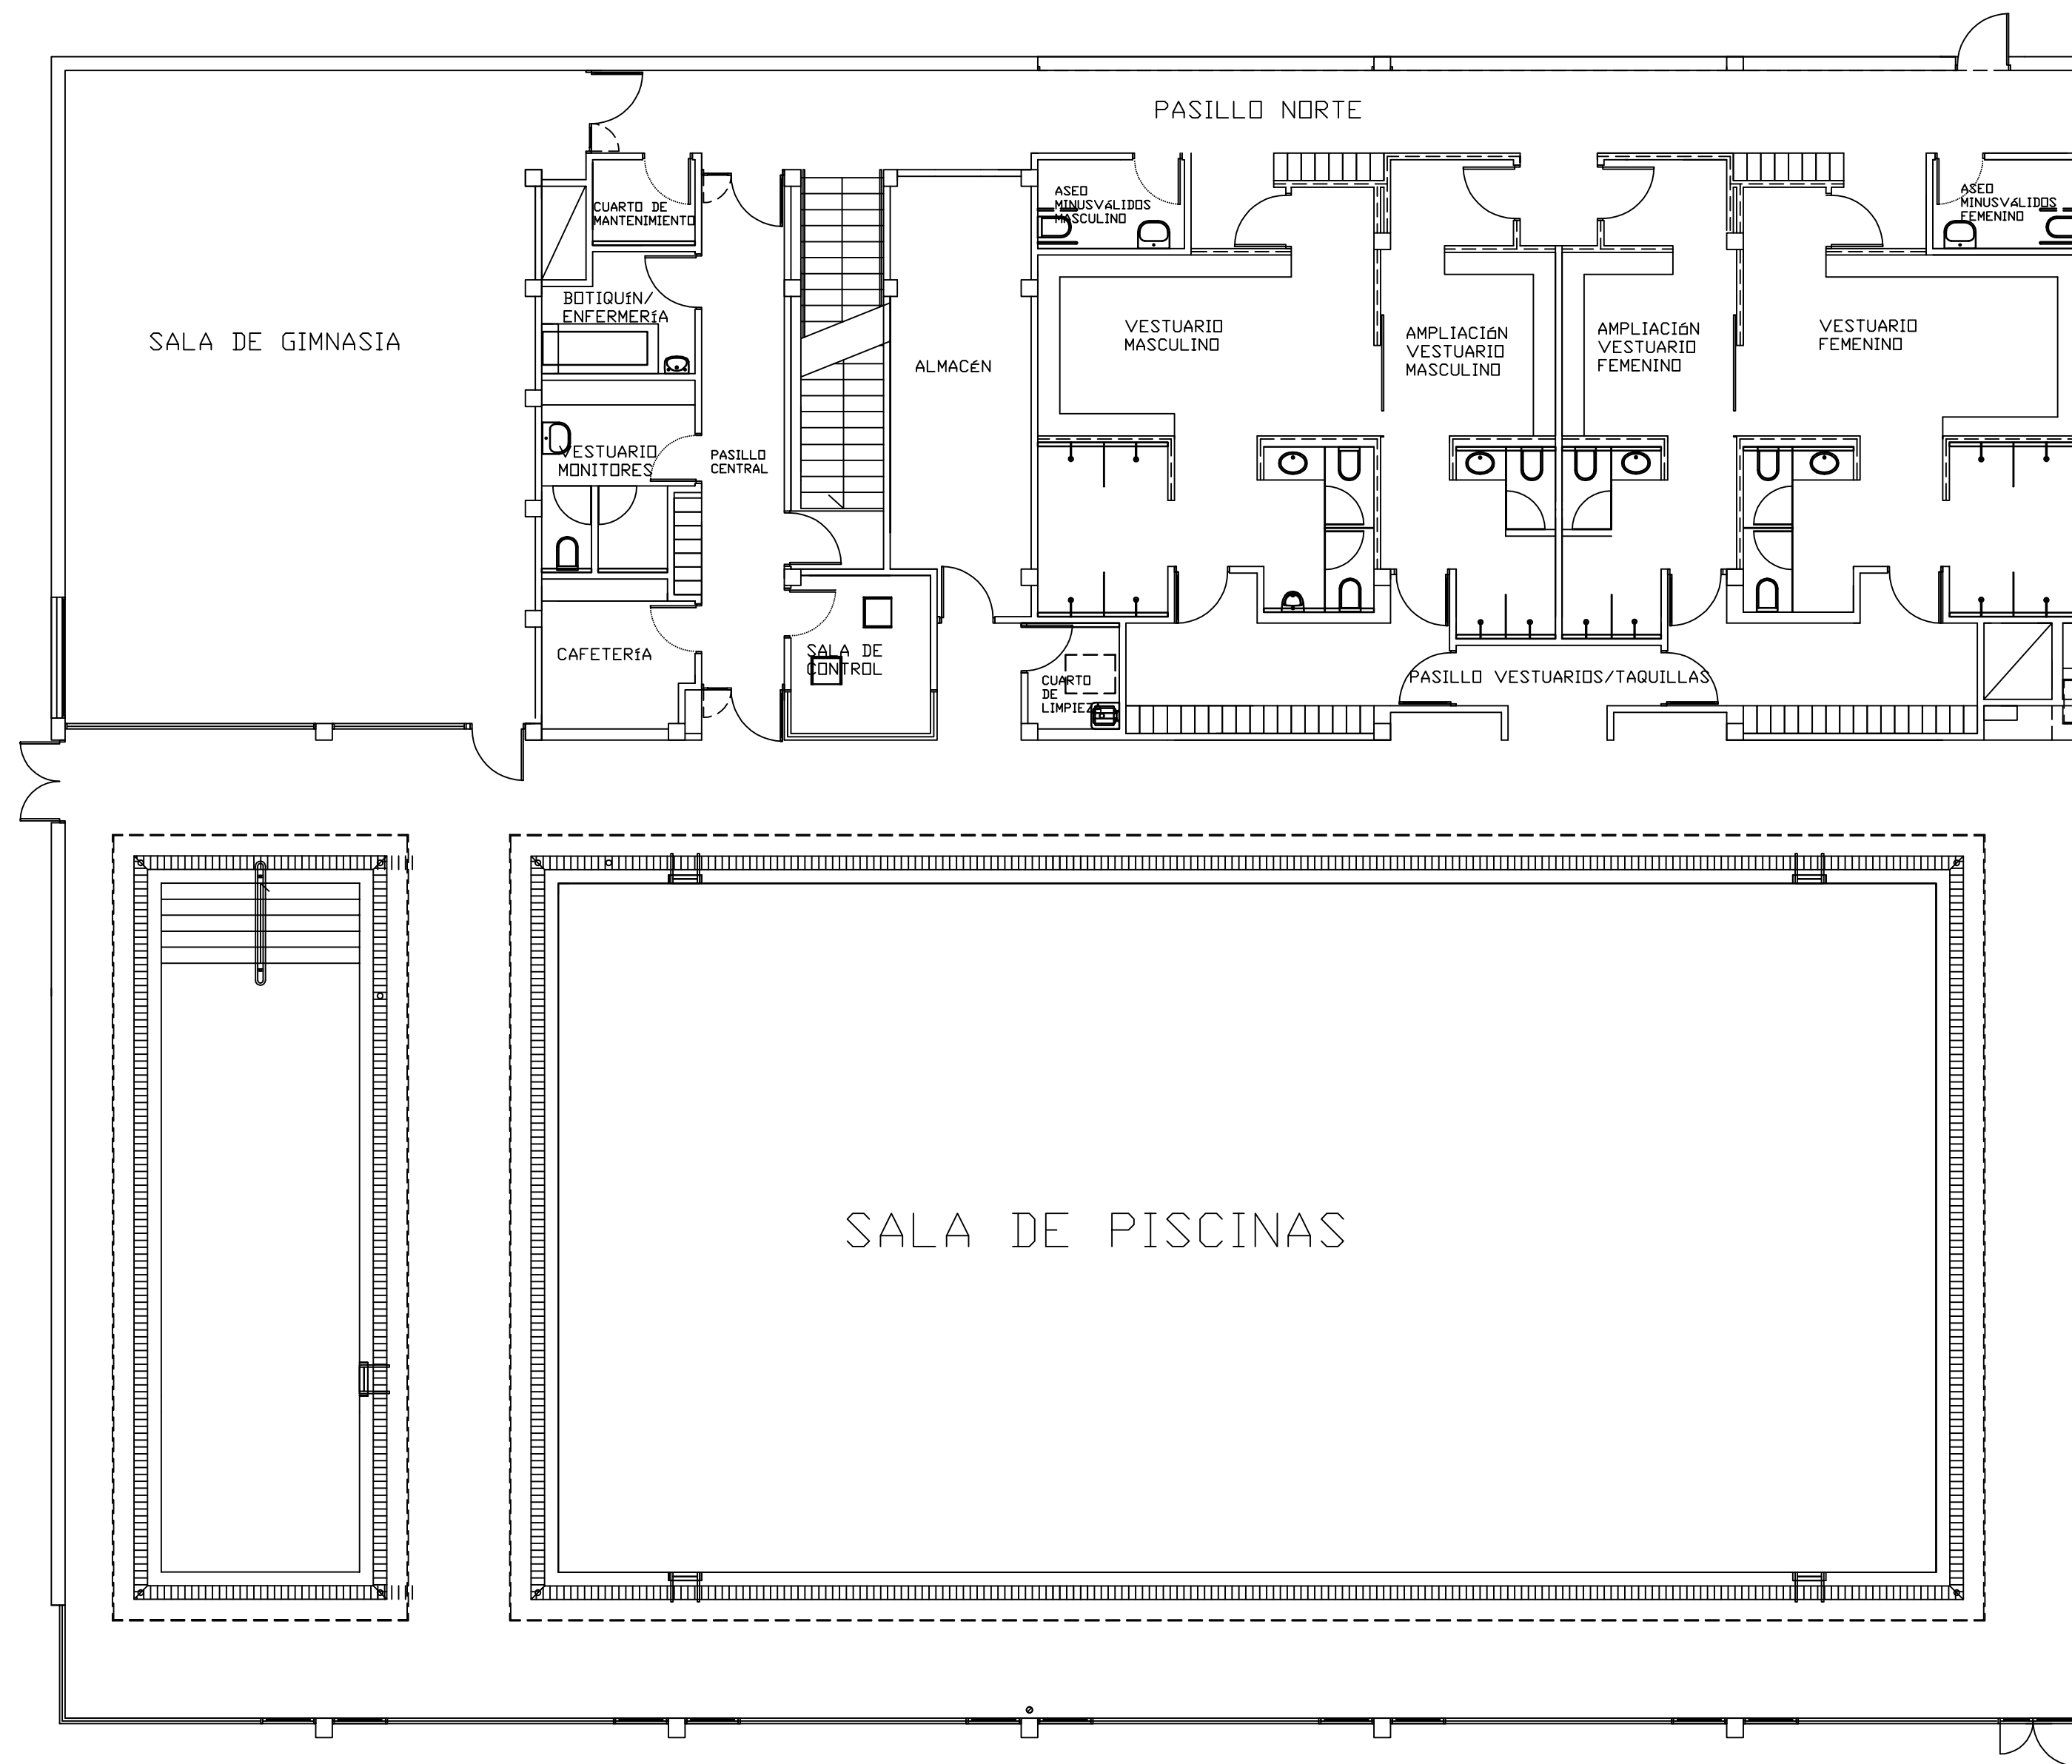 PASILLO NORTE
ASEO
MINUSVáLIDOS
MASCULINO
ASEO
MINUSVáLIDOS
FEMENINO
CUARTO DE
MANTENIMIENTO
BOTIQUíN/
ENFERMERíA
SALA DE GIMNASIA
ALMACéN
VESTUARIO
MASCULINO
AMPLIACIóN
VESTUARIO
MASCULINO
AMPLIACIóN
VESTUARIO
FEMENINO
VESTUARIO
FEMENINO
VESTUARIO
MONITORES
PASILLO
CENTRAL
CAFETERíA
SALA DE
CONTROL
CUARTO
DE
LIMPIEZA
PASILLO VESTUARIOS/TAQUILLAS
SALA DE PISCINAS